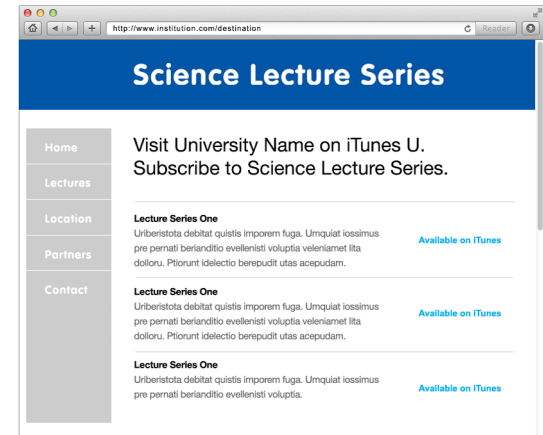 http://www.institution.com/destination
Reader
Science Lecture Series
Home
Lectures
Location
Partners
Contact
Visit University Name on iTunes U.
Subscribe to Science Lecture Series.
Lecture Series One
Uriberistota debitat quistis imporem fuga. Umquiat iossimus
pre pernati berianditio evellenisti voluptia veleniamet lita
dolloru. Ptiorunt idelectio berepudit utas acepudam.
Available on iTunes
Lecture Series One
Uriberistota debitat quistis imporem fuga. Umquiat iossimus
pre pernati berianditio evellenisti voluptia veleniamet lita
dolloru. Ptiorunt idelectio berepudit utas acepudam.
Available on iTunes
Lecture Series One
Uriberistota debitat quistis imporem fuga. Umquiat iossimus
pre pernati berianditio evellenisti voluptia.
Available on iTunes